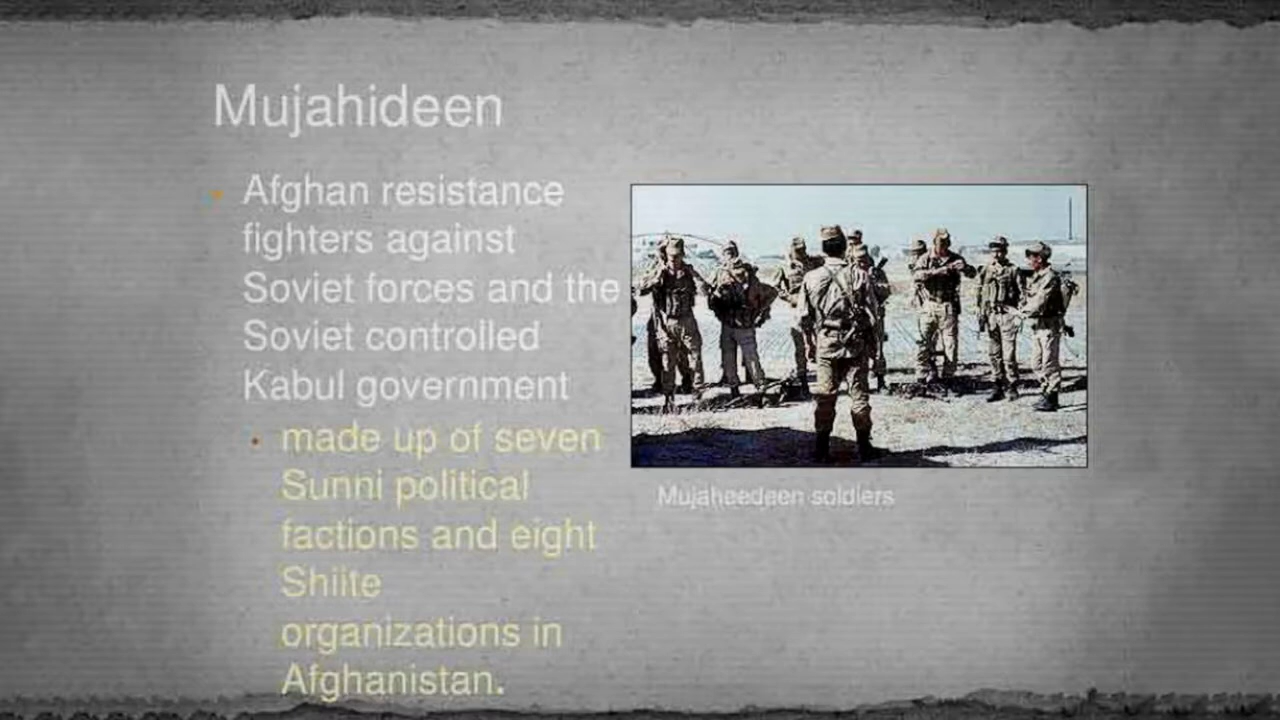 Mujahideen
Afghan resistance
fighters against
Soviet forces and the
Soviet controlled
Kabul government
made up of seven
Sunni political
factions and eight
Shiite
organizations in
Afghanistan.
Mujaheedeen soldiers